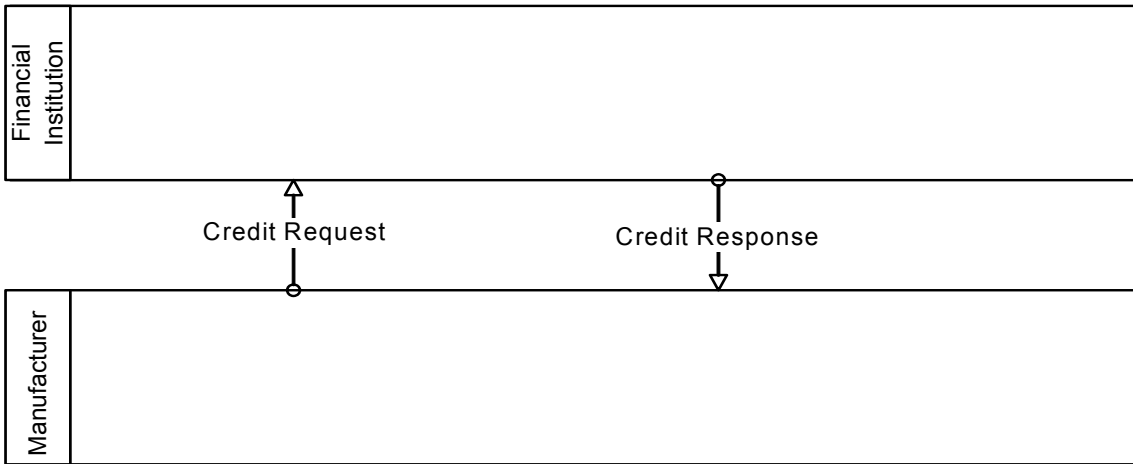 Financial
Institution
Credit Request
Credit Response
Manufacturer